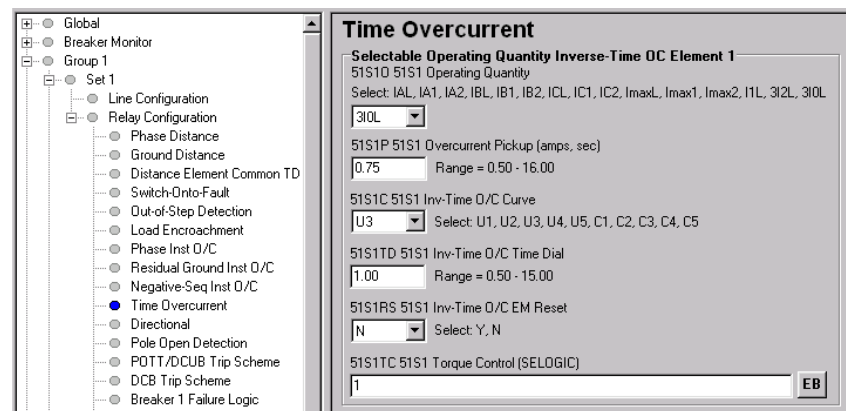 Global
Breaker Monitor
Group 1
Set 1
Line Configuration
Relay Configuration
Phase Distance
Ground Distance
Distance Element Common TD
Switch-Onto-Fault
Out-of-Step Detection
Load Encroachment
Phase Inst O/C
Residual Ground Inst O/C
Negative-Seq Inst O/C
Time Overcurrent
Directional
Pole Open Detection
POTT/DCUB Trip Scheme
DCB Trip Scheme
Breaker 1 Failure Logic
Time Overcurrent
Selectable Operating Quantity Inverse-Time OC Element 1
51S1O 51S1 Operating Quantity
Select: IAL, IA1, IA2, IBL, IB1, IB2, ICL, IC1, IC2, ImaxL, Imax1, Imax2, I1L, 3I2L, 3I0L
3I0L
51S1P 51S1 Overcurrent Pickup (amps, sec)
0.75 Range = 0.50 - 16.00
51S1C 51S1 Inv-Time O/C Curve
U3 Select: U1, U2, U3, U4, U5, C1, C2, C3, C4, C5
51S1TD 51S1 Inv-Time O/C Time Dial
1.00 Range = 0.50 - 15.00
51S1RS 51S1 Inv-Time O/C EM Reset
N Select: Y, N
51S1TC 51S1 Torque Control (SELOGIC)
1 EB